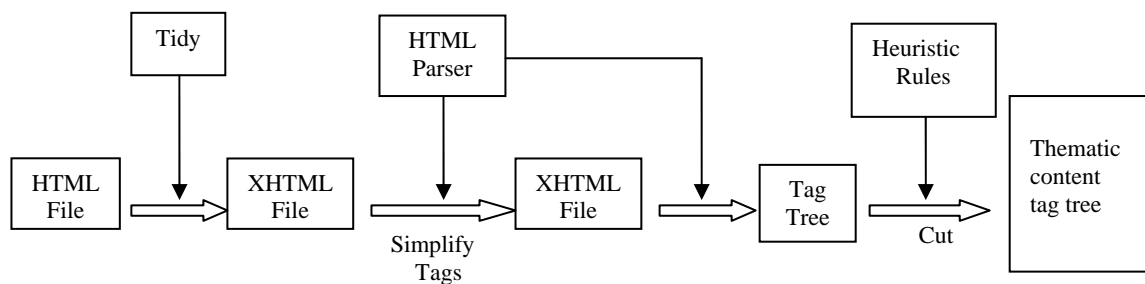 Tidy
HTML
Parser
Heuristic
Rules
HTML
File
XHTML
File
Simplify
Tags
XHTML
File
Tag
Tree
Cut
Thematic
content
tag tree